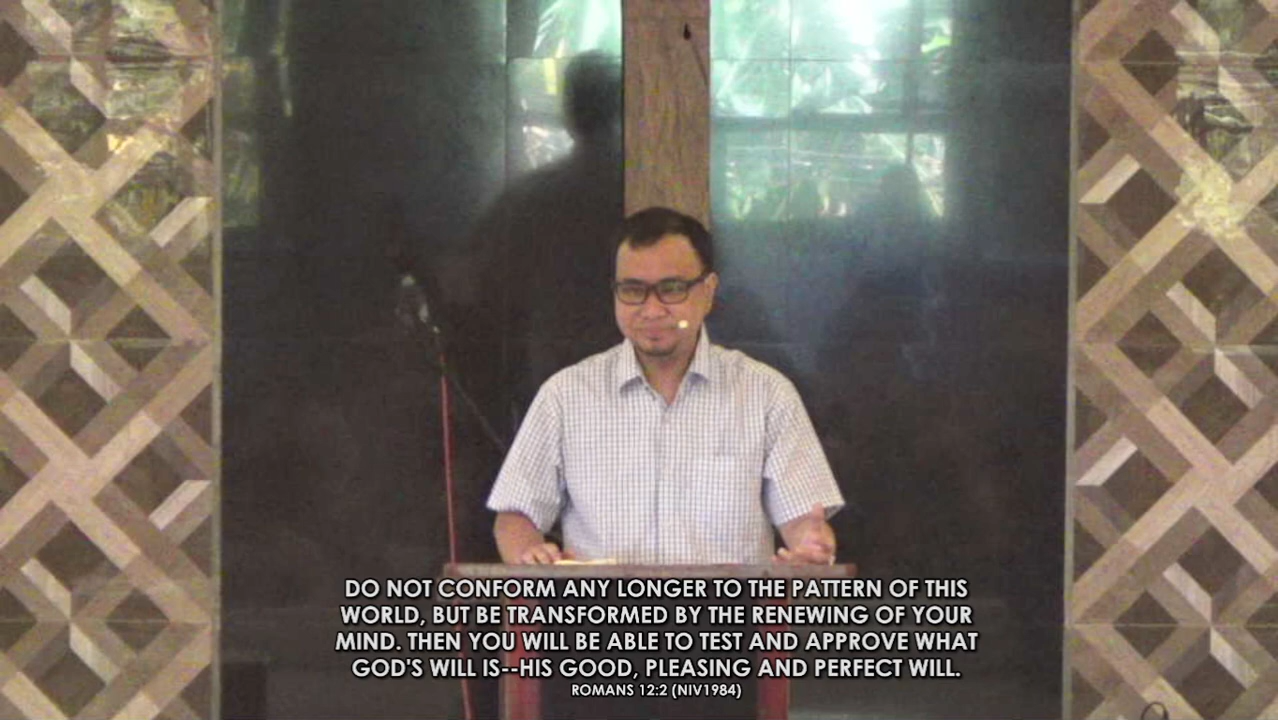 DO NOT CONFORM ANY LONGER TO THE PATTERN OF THIS
WORLD, BUT BE TRANSFORMED BY THE RENEWING OF YOUR
MIND. THEN YOU WILL BE ABLE TO TEST AND APPROVE WHAT
GOD'S WILL IS--HIS GOOD, PLEASING AND PERFECT WILL.
ROMANS 12:2 (NIV1984)